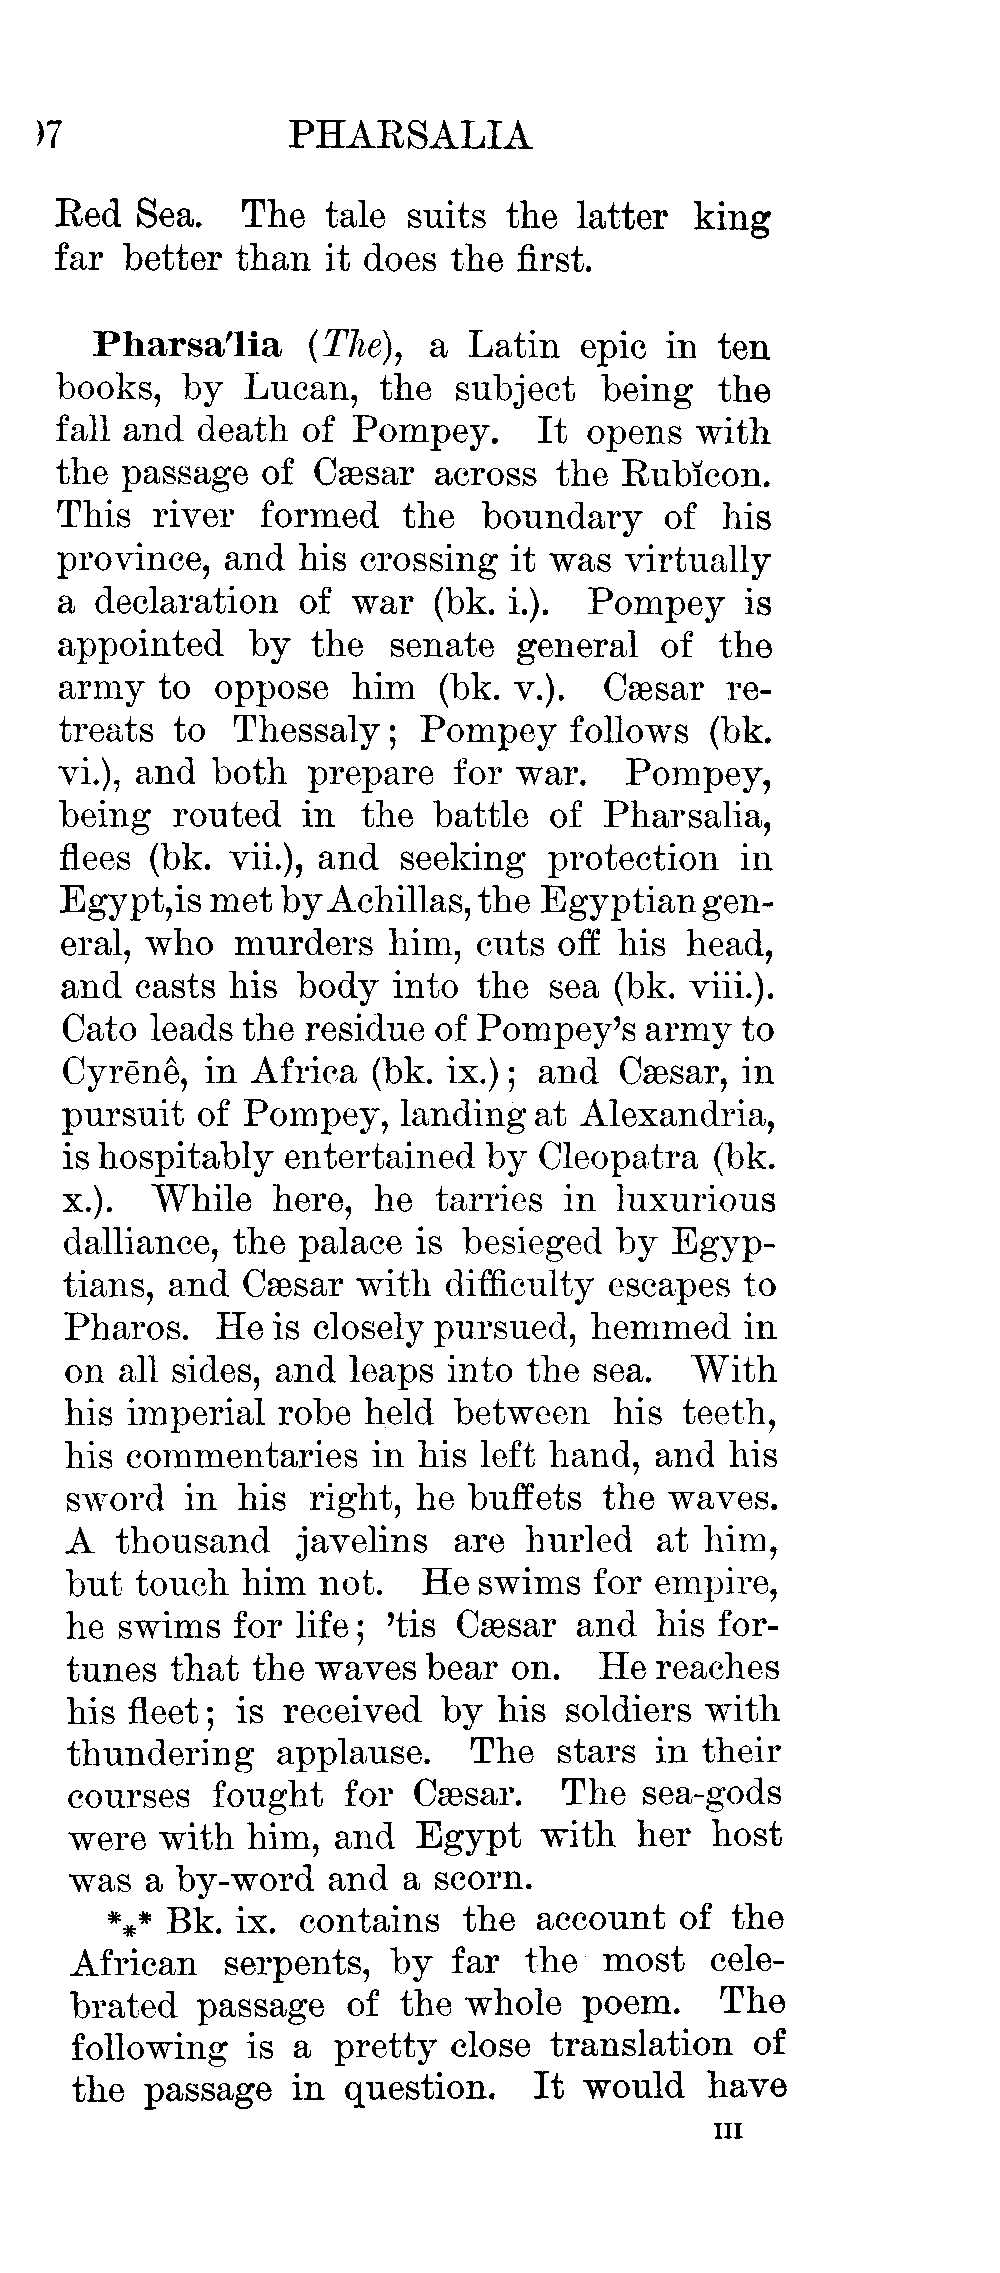 7 PHARSALIA
Red Sea. The tale suits the latter king
far better than it does the first.
Pharsa'lia (The), a Latin epic in ten
books, by Lucan, the subject being the
fall and death of Pompey. It opens with
the passage of Cæsar across the Rubĭcon.
This river formed the boundary of his
province, and his crossing it was virtually
a declaration of war (bk. i.). Pompey is
appointed by the senate general of the
army to oppose him (bk. v.). Cæsar re-
treats to Thessaly; Pompey follows (bk.
vi.), and both prepare for war. Pompey,
being routed in the battle of Pharsalia,
flees (bk. vii.), and seeking protection in
Egypt, is met by Achillas, the Egyptian gen-
eral, who murders him, cuts off his head,
and casts his body into the sea (bk. viii.).
Cato leads the residue of Pompey's army to
Cyrēnê, in Africa (bk. ix.); and Cæsar, in
pursuit of Pompey, landing at Alexandria,
is hospitably entertained by Cleopatra (bk.
x.). While here, he tarries in luxurious
dalliance, the palace is besieged by Egyp-
tians, and Cæsar with difficulty escapes to
Pharos. He is closely pursued, hemmed in
on all sides, and leaps into the sea. With
his imperial robe held between his teeth,
his commentaries in his left hand, and his
sword in his right, he buffets the waves.
A thousand javelins are hurled at him,
but touch him not. He swims for empire,
he swims for life; 'tis Cæsar and his for-
tunes that the waves bear on. He reaches
his fleet; is received by his soldiers with
thundering applause. The stars in their
courses fought for Cæsar. The sea-gods
were with him, and Egypt with her host
was a by-word and a scorn.
*** Bk. ix. contains the account of the
African serpents, by far the most cele-
brated passage of the whole poem. The
following is a pretty close translation of
the passage in question. It would have
III